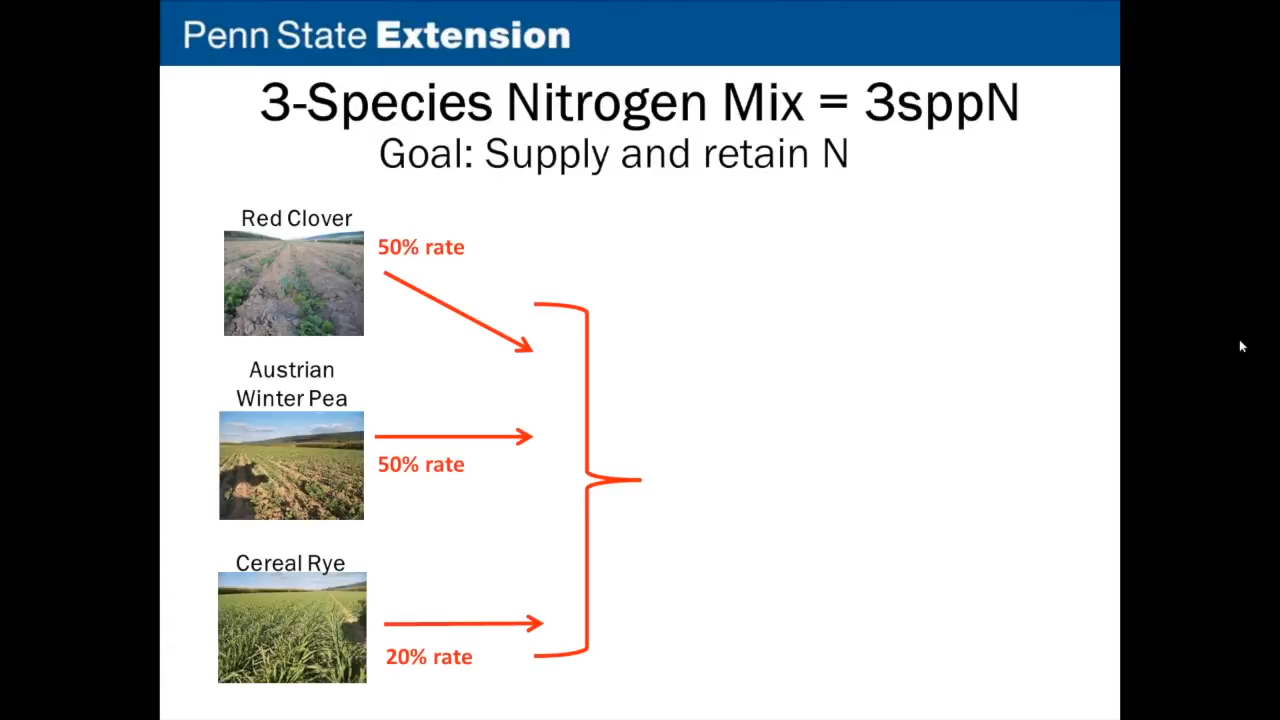 Penn State Extension
3-Species Nitrogen Mix = 3sppN
Goal: Supply and retain N
Red Clover
50% rate
Austrian
Winter Pea
50% rate
Cereal Rye
20% rate